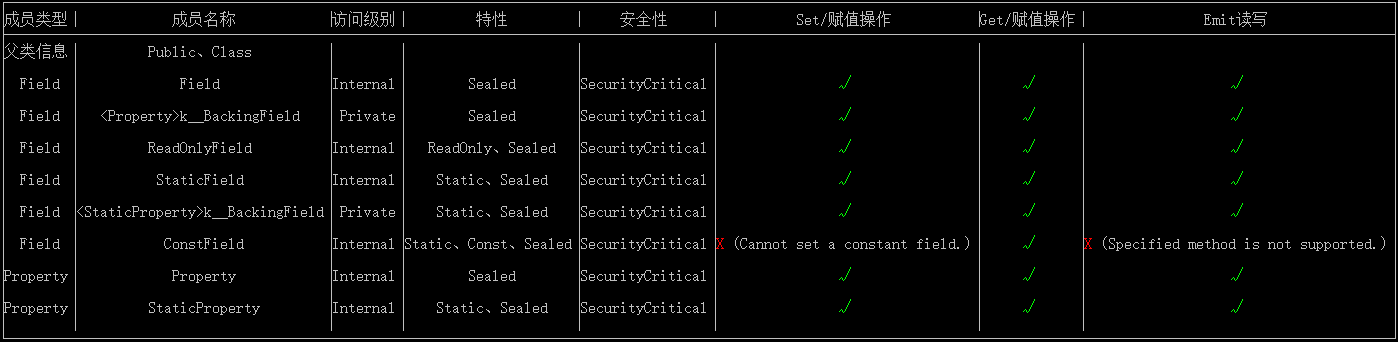 成员类型 成员名称 访问级别 特性 安全性 Set/赋值操作 Get/赋值操作 Emit读写
父类信息 Public、Class
Field Field Internal Sealed SecurityCritical √ √ √
Field <Property>k__BackingField Private Sealed SecurityCritical √ √ √
Field ReadOnlyField Internal ReadOnly、Sealed SecurityCritical √ √ √
Field StaticField Internal Static、Sealed SecurityCritical √ √ √
Field <StaticProperty>k__BackingField Private Static、Sealed SecurityCritical √ √ √
Field ConstField Internal Static、Const、Sealed SecurityCritical X (Cannot set a constant field.) √ X (Specified method is not supported.)
Property Property Internal Sealed SecurityCritical √ √ √
Property StaticProperty Internal Static、Sealed SecurityCritical √ √ √